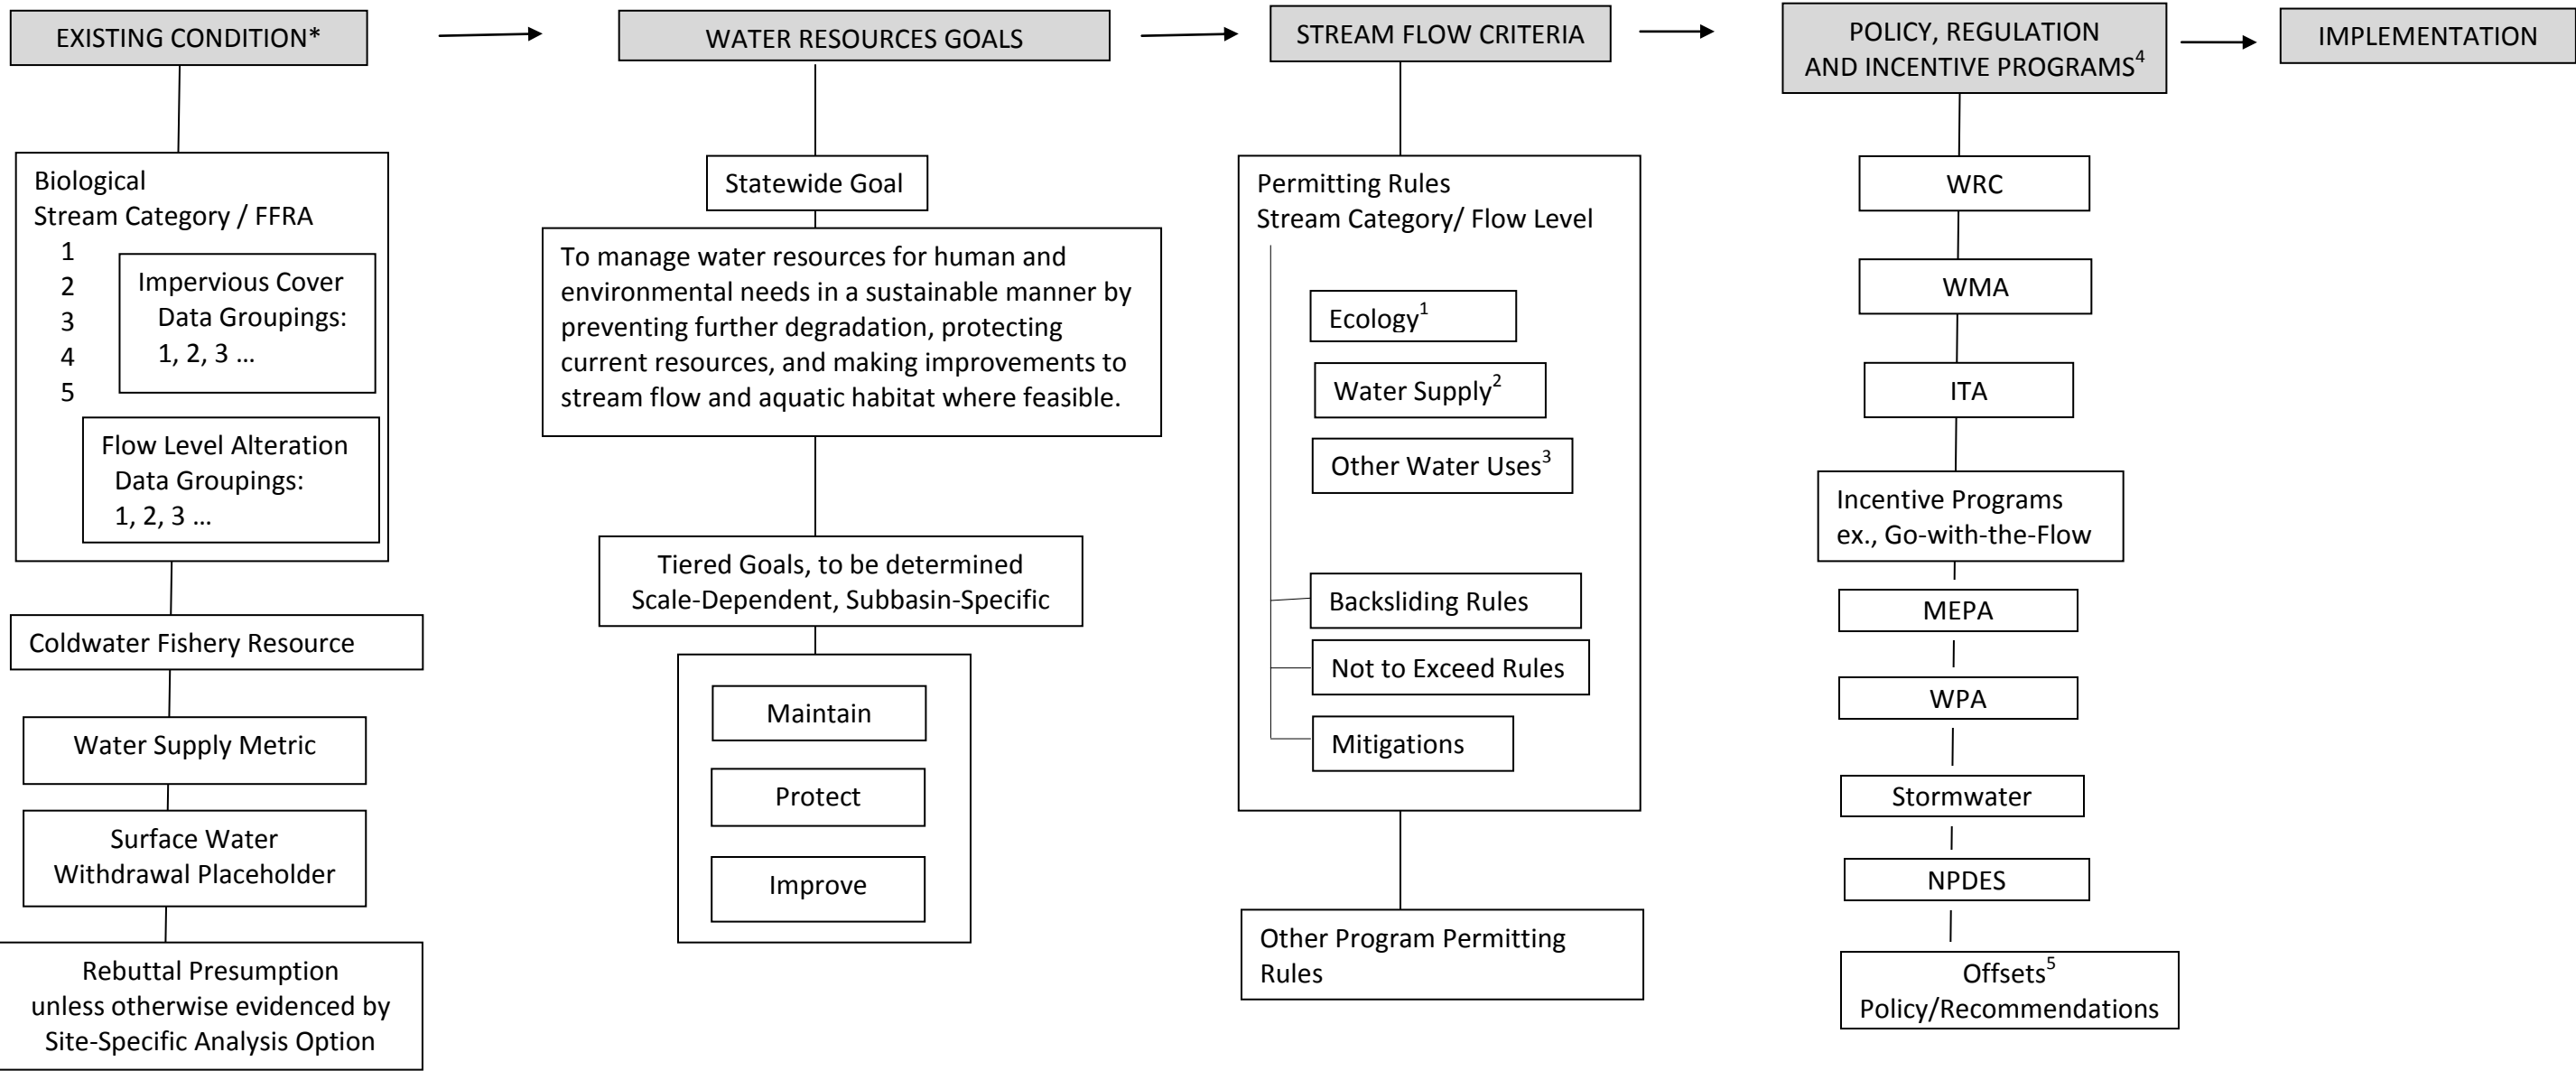 EXISTING CONDITION*
WATER RESOURCES GOALS
STREAM FLOW CRITERIA
POLICY, REGULATION
AND INCENTIVE PROGRAMS⁴
IMPLEMENTATION
Biological
Stream Category / FFRA
1
2
3
4
5
Impervious Cover
Data Groupings:
1, 2, 3 ...
Flow Level Alteration
Data Groupings:
1, 2, 3 ...
Coldwater Fishery Resource
Water Supply Metric
Surface Water
Withdrawal Placeholder
Rebuttal Presumption
unless otherwise evidenced by
Site-Specific Analysis Option
Statewide Goal
To manage water resources for human and
environmental needs in a sustainable manner by
preventing further degradation, protecting
current resources, and making improvements to
stream flow and aquatic habitat where feasible.
Tiered Goals, to be determined
Scale-Dependent, Subbasin-Specific
Maintain
Protect
Improve
Permitting Rules
Stream Category/ Flow Level
Ecology¹
Water Supply²
Other Water Uses³
Backsliding Rules
Not to Exceed Rules
Mitigations
Other Program Permitting
Rules
WRC
WMA
ITA
Incentive Programs
ex., Go-with-the-Flow
MEPA
WPA
Stormwater
NPDES
Offsets⁵
Policy/Recommendations